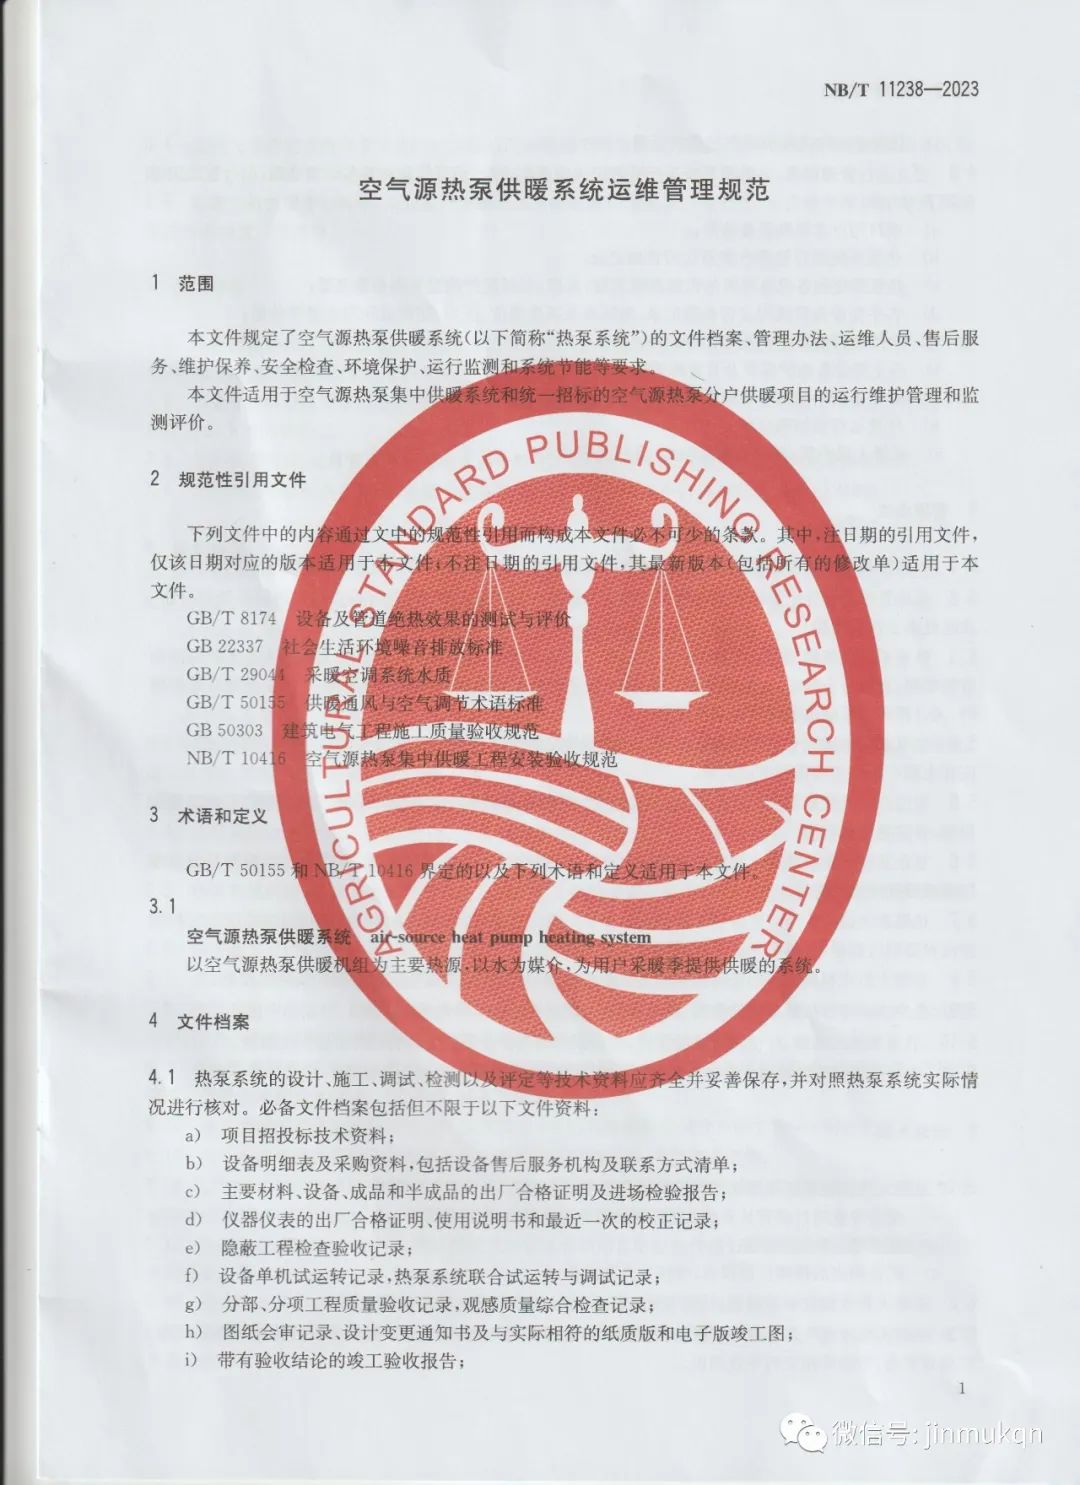 NB/T 11238—2023
空气源热泵供暖系统运维管理规范
1 范围
本文件规定了空气源热泵供暖系统(以下简称“热泵系统”)的文件档案、管理办法、运维人员、售后服
务、维护保养、安全检查、环境保护、运行监测和系统节能等要求。
本文件适用于空气源热泵集中供暖系统和统一招标的空气源热泵分户供暖项目的运行维护管理和监
测评价。
2 规范性引用文件
下列文件中的内容通过文中的规范性引用而构成本文件必不可少的条款。其中,注日期的引用文件,
仅该日期对应的版本适用于本文件;不注日期的引用文件,其最新版本(包括所有的修改单)适用于本
文件。
GB/T 8174 设备及管道绝热效果的测试与评价
GB 22337 社会生活环境噪音排放标准
GB/T 29044 采暖空调系统水质
GB/T 50155 供暖通风与空气调节术语标准
GB 50303 建筑电气工程施工质量验收规范
NB/T 10416 空气源热泵集中供暖工程安装验收规范
3 术语和定义
GB/T 50155 和 NB/T 10416 界定的以及下列术语和定义适用于本文件。
3.1
空气源热泵供暖系统 air-source heat pump heating system
以空气源热泵供暖机组为主要热源,以水为媒介,为用户采暖季提供供暖的系统。
4 文件档案
4.1 热泵系统的设计、施工、调试、检测以及评定等技术资料应齐全并妥善保存,并对照热泵系统实际情
况进行核对。必备文件档案包括但不限于以下文件资料:
a) 项目招投标技术资料;
b) 设备明细表及采购资料,包括设备售后服务机构及联系方式清单;
c) 主要材料、设备、成品和半成品的出厂合格证明及进场检验报告;
d) 仪器仪表的出厂合格证明、使用说明书和最近一次的校正记录;
e) 隐蔽工程检查验收记录;
f) 设备单机试运转记录,热泵系统联合试运转与调试记录;
g) 分部、分项工程质量验收记录,观感质量综合检查记录;
h) 图纸会审记录、设计变更通知书及与实际相符的纸质版和电子版竣工图;
i) 带有验收结论的竣工验收报告;
1
AGRICULTURAL STANDARD PUBLISHING RESEARCH CENTER
微信号: jinmukqn